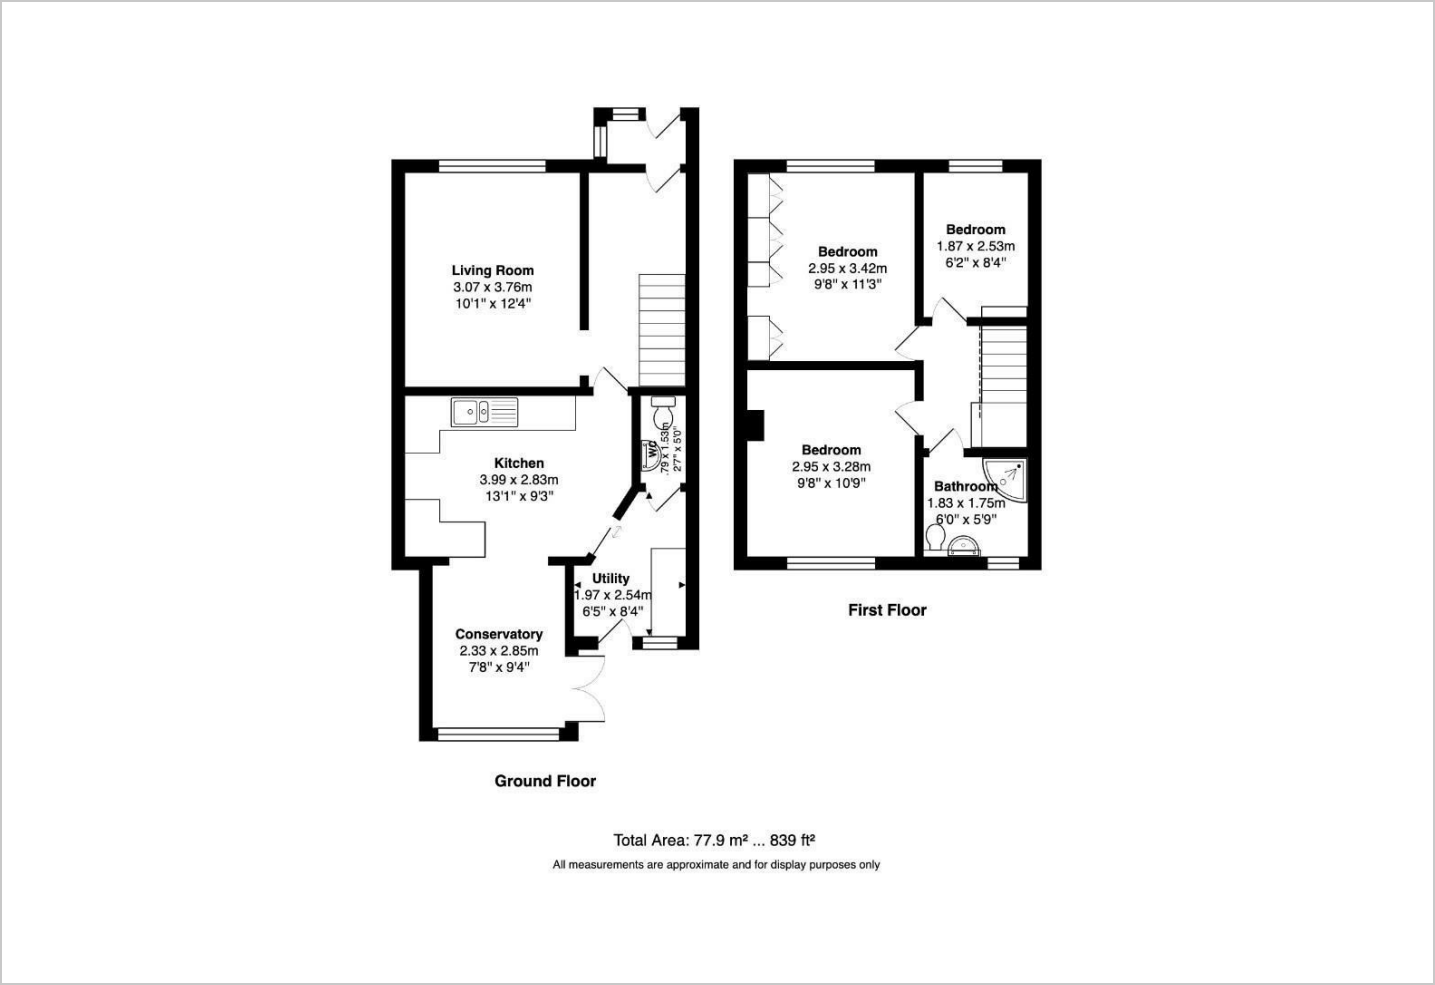 Living Room
3.07 x 3.76m
10'1" x 12'4"
Kitchen
3.99 x 2.83m
13'1" x 9'3"
WC
.79 x 1.53m
2'7" x 5'0"
Utility
1.97 x 2.54m
6'5" x 8'4"
Conservatory
2.33 x 2.85m
7'8" x 9'4"
Ground Floor
Bedroom
2.95 x 3.42m
9'8" x 11'3"
Bedroom
1.87 x 2.53m
6'2" x 8'4"
Bedroom
2.95 x 3.28m
9'8" x 10'9"
Bathroom
1.83 x 1.75m
6'0" x 5'9"
First Floor
Total Area: 77.9 m² ... 839 ft²
All measurements are approximate and for display purposes only